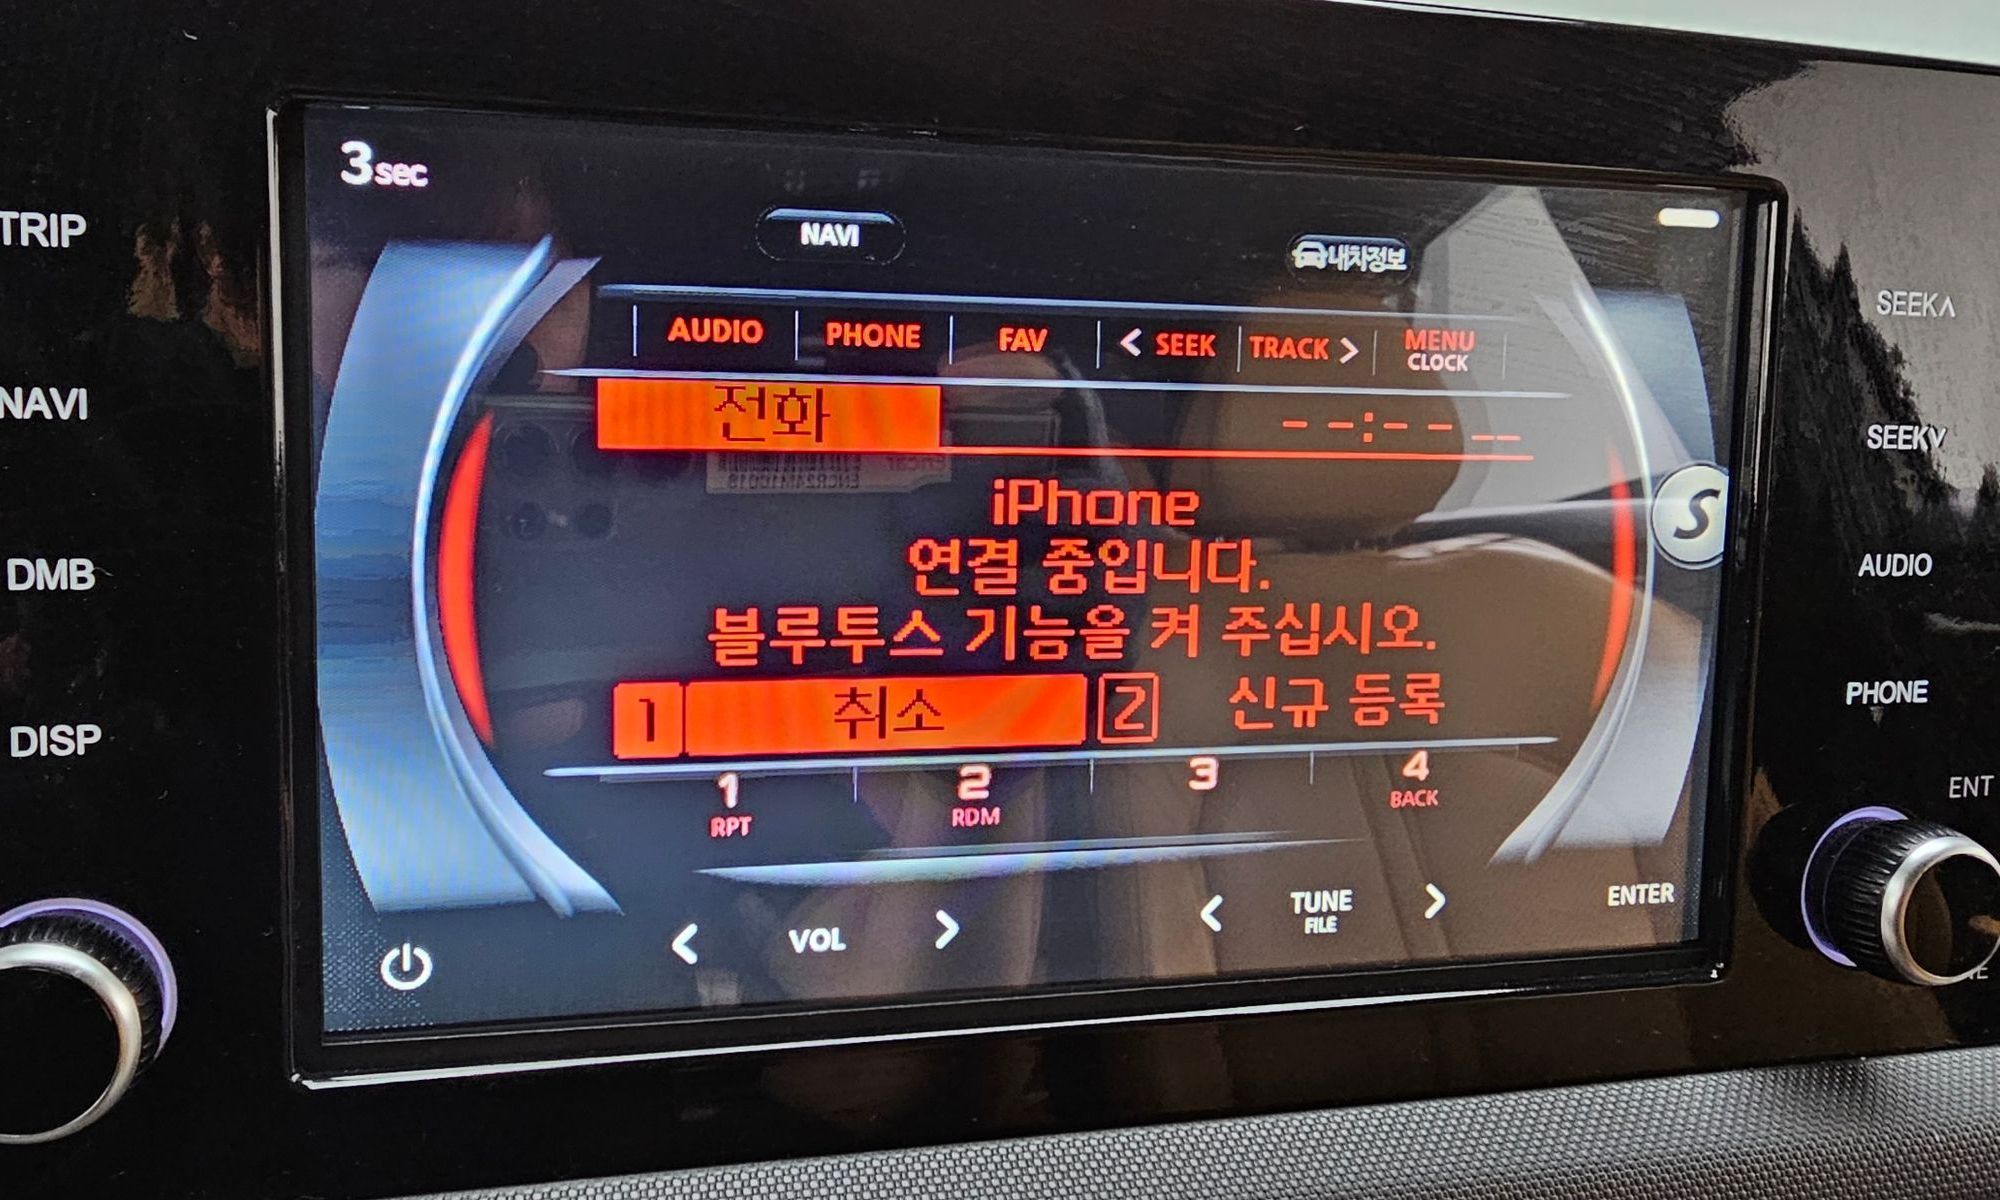 3sec
NAVI
내차정보
AUDIO PHONE FAV < SEEK TRACK > MENU
CLOCK
전화 --:-- --
iPhone
연결 중입니다.
블루투스 기능을 켜 주십시오.
1 취소 2 신규 등록
1 2 3 4
RPT RDM BACK
< VOL > < TUNE > ENTER
FILE
S
TRIP
NAVI
DMB
DISP
SEEK∧
SEEK∨
AUDIO
PHONE
ENT
ENCR24110018
encar